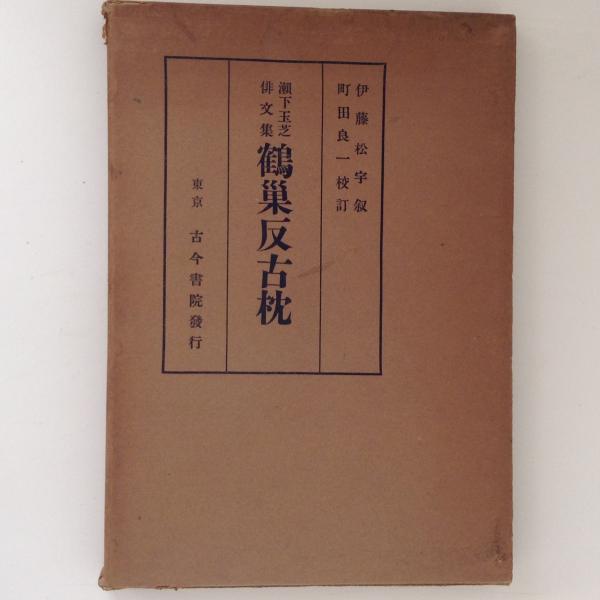 伊藤松宇叙
町田良一校訂
瀬下玉芝
俳文集
鶴巣反古枕
東京 古今書院發行